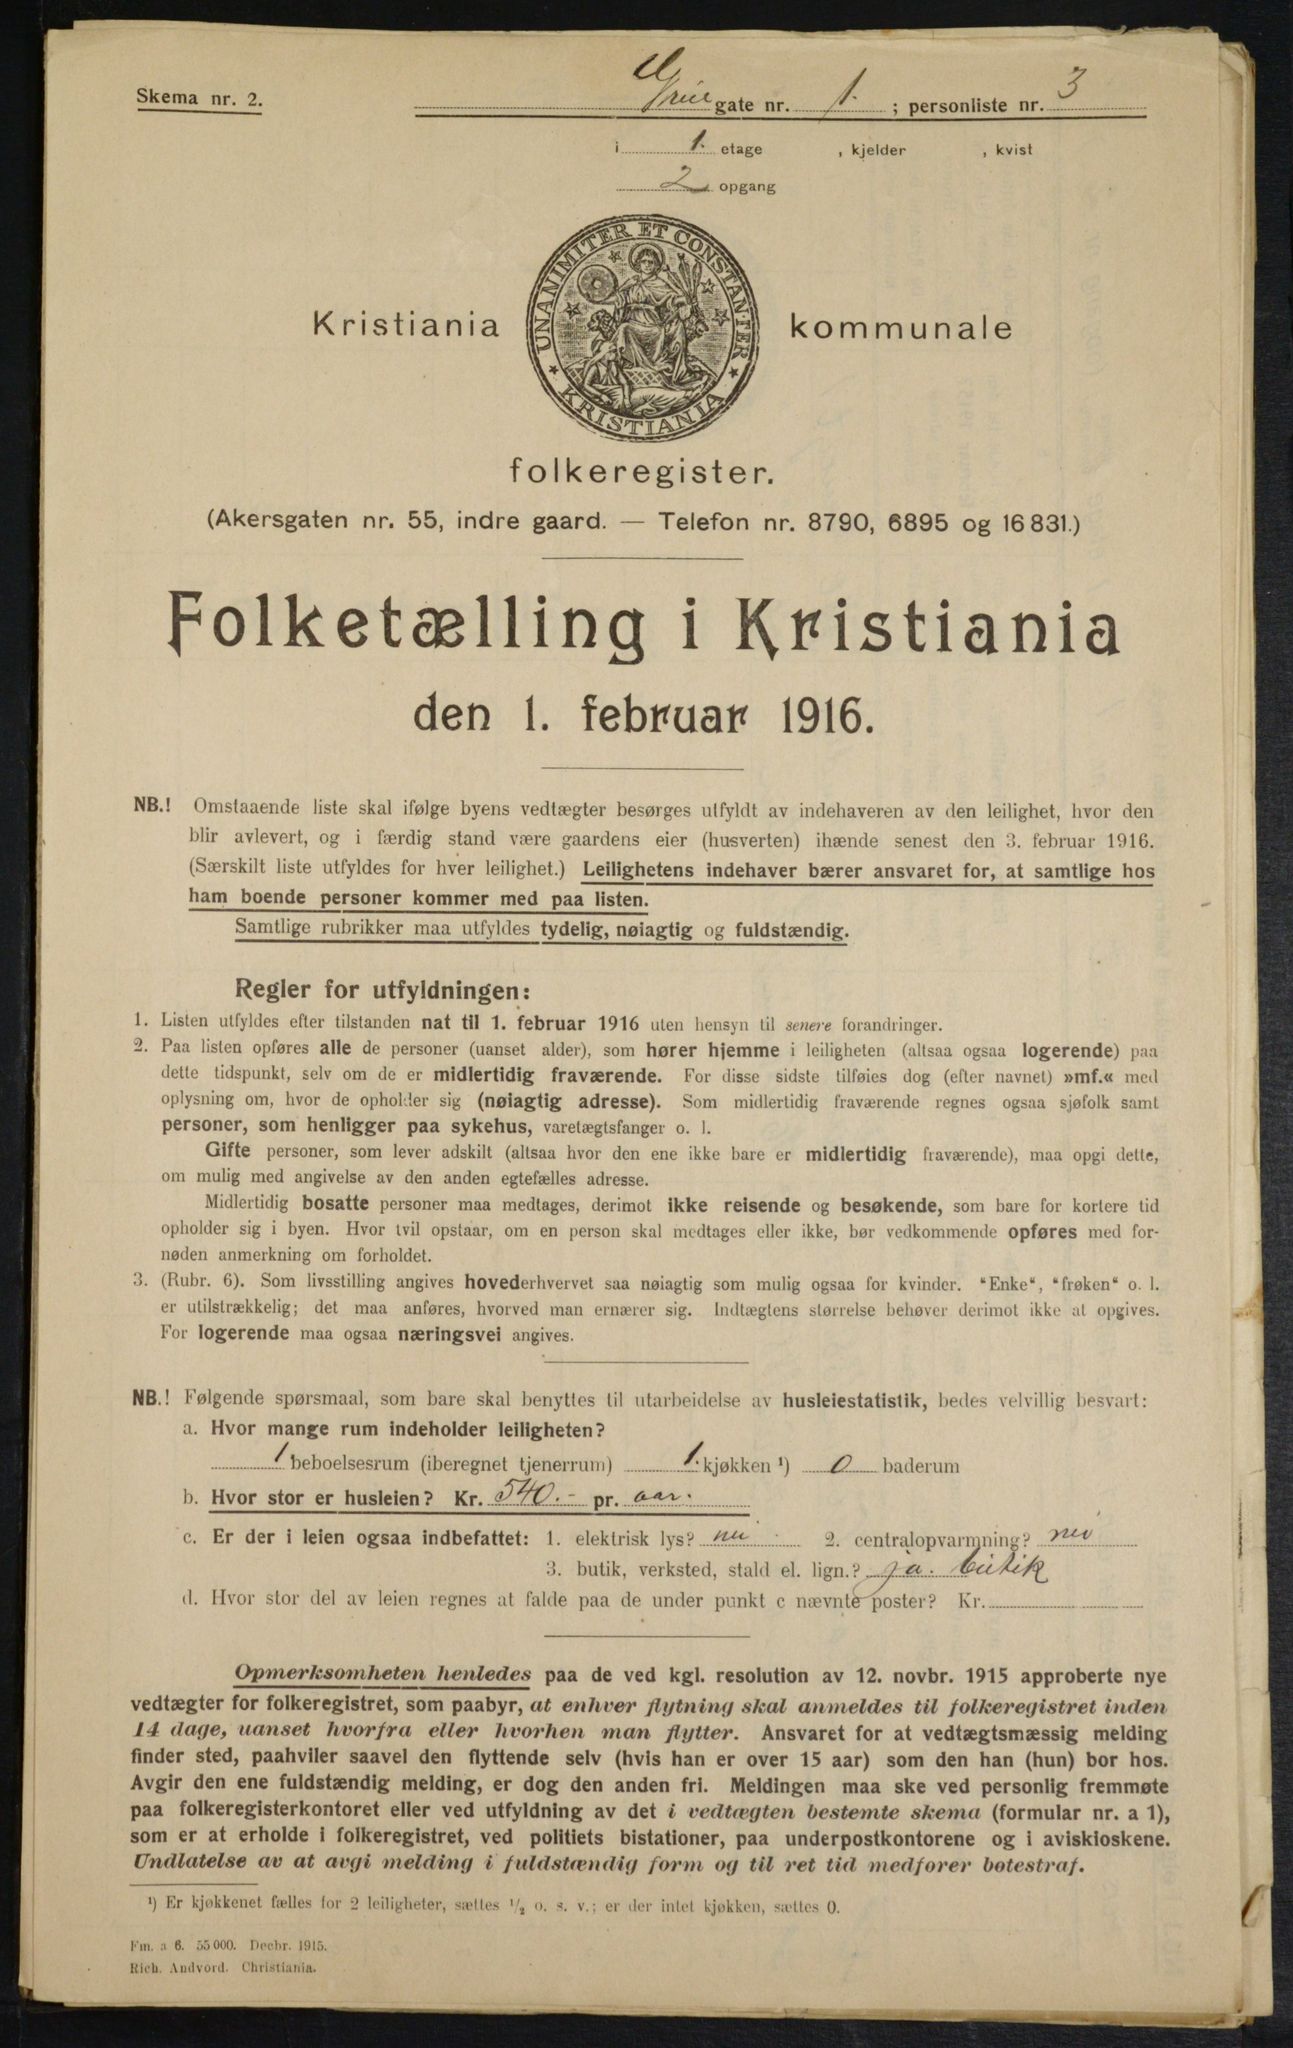 Skema nr. 2.
gate nr. 1. ; personliste nr. 3
i 1. etage , kjelder , kvist
2 opgang
UNANIMITER ET CONSTANTER
KRISTIANIA
Kristiania kommunale
folkeregister.
(Akersgaten nr. 55, indre gaard. — Telefon nr. 8790, 6895 og 16 831.)
Folketælling i Kristiania
den 1. februar 1916.
NB.! Omstaaende liste skal ifølge byens vedtægter besørges utfyldt av indehaveren av den leilighet, hvor den
blir avlevert, og i færdig stand være gaardens eier (husverten) ihænde senest den 3. februar 1916.
(Særskilt liste utfyldes for hver leilighet.) Leilighetens indehaver bærer ansvaret for, at samtlige hos
ham boende personer kommer med paa listen.
Samtlige rubrikker maa utfyldes tydelig, nøiagtig og fuldstændig.
Regler for utfyldningen:
1. Listen utfyldes efter tilstanden nat til 1. februar 1916 uten hensyn til senere forandringer.
2. Paa listen opføres alle de personer (uanset alder), som hører hjemme i leiligheten (altsaa ogsaa logerende) paa
dette tidspunkt, selv om de er midlertidig fraværende. For disse sidste tilføies dog (efter navnet) »mf.« med
oplysning om, hvor de opholder sig (nøiagtig adresse). Som midlertidig fraværende regnes ogsaa sjøfolk samt
personer, som henligger paa sykehus, varetægtsfanger o. l.
Gifte personer, som lever adskilt (altsaa hvor den ene ikke bare er midlertidig fraværende), maa opgi dette,
om mulig med angivelse av den anden egtefælles adresse.
Midlertidig bosatte personer maa medtages, derimot ikke reisende og besøkende, som bare for kortere tid
opholder sig i byen. Hvor tvil opstaar, om en person skal medtages eller ikke, bør vedkommende opføres med for-
nøden anmerkning om forholdet.
3. (Rubr. 6). Som livsstilling angives hovederhvervet saa nøiagtig som mulig ogsaa for kvinder. "Enke", "frøken" o. l.
er utilstrækkelig; det maa anføres, hvorved man ernærer sig. Indtægtens størrelse behøver derimot ikke at opgives.
For logerende maa ogsaa næringsvei angives.
NB.! Følgende spørsmaal, som bare skal benyttes til utarbeidelse av husleiestatistik, bedes velvillig besvart:
a. Hvor mange rum indeholder leiligheten?
1 beboelsesrum (iberegnet tjenerrum) 1. kjøkken ¹) 0 baderum
b. Hvor stor er husleien? Kr. 540.- pr. aar.
c. Er der i leien ogsaa indbefattet: 1. elektrisk lys? nei 2. centralopvarmning? nei
3. butik, verksted, stald el. lign.? ja. butik
d. Hvor stor del av leien regnes at falde paa de under punkt c nævnte poster? Kr.
Opmerksomheten henledes paa de ved kgl. resolution av 12. novbr. 1915 approberte nye
vedtægter for folkeregistret, som paabyr, at enhver flytning skal anmeldes til folkeregistret inden
14 dage, uanset hvorfra eller hvorhen man flytter. Ansvaret for at vedtægtsmæssig melding
finder sted, paahviler saavel den flyttende selv (hvis han er over 15 aar) som den han (hun) bor hos.
Avgir den ene fuldstændig melding, er dog den anden fri. Meldingen maa ske ved personlig fremmøte
paa folkeregisterkontoret eller ved utfyldning av det i vedtægten bestemte skema (formular nr. a 1),
som er at erholde i folkeregistret, ved politiets bistationer, paa underpostkontorene og i aviskioskene.
Undlatelse av at avgi melding i fuldstændig form og til ret tid medfører bøtestraf.
¹) Er kjøkkenet fælles for 2 leiligheter, sættes ½ o. s. v.; er der intet kjøkken, sættes 0.
Fm. a 6. 55 000. Decbr. 1915.
Rich. Andvord. Christiania.